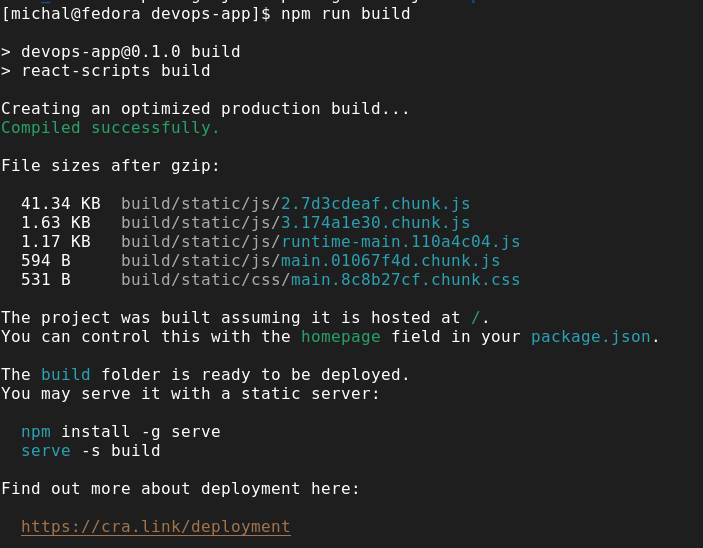 [michal@fedora devops-app]$ npm run build
> devops-app@0.1.0 build
> react-scripts build
Creating an optimized production build...
Compiled successfully.
File sizes after gzip:
41.34 KB  build/static/js/2.7d3cdeaf.chunk.js
1.63 KB   build/static/js/3.174a1e30.chunk.js
1.17 KB   build/static/js/runtime-main.110a4c04.js
594 B     build/static/js/main.01067f4d.chunk.js
531 B     build/static/css/main.8c8b27cf.chunk.css
The project was built assuming it is hosted at /.
You can control this with the homepage field in your package.json.
The build folder is ready to be deployed.
You may serve it with a static server:
npm install -g serve
serve -s build
Find out more about deployment here:
https://cra.link/deployment